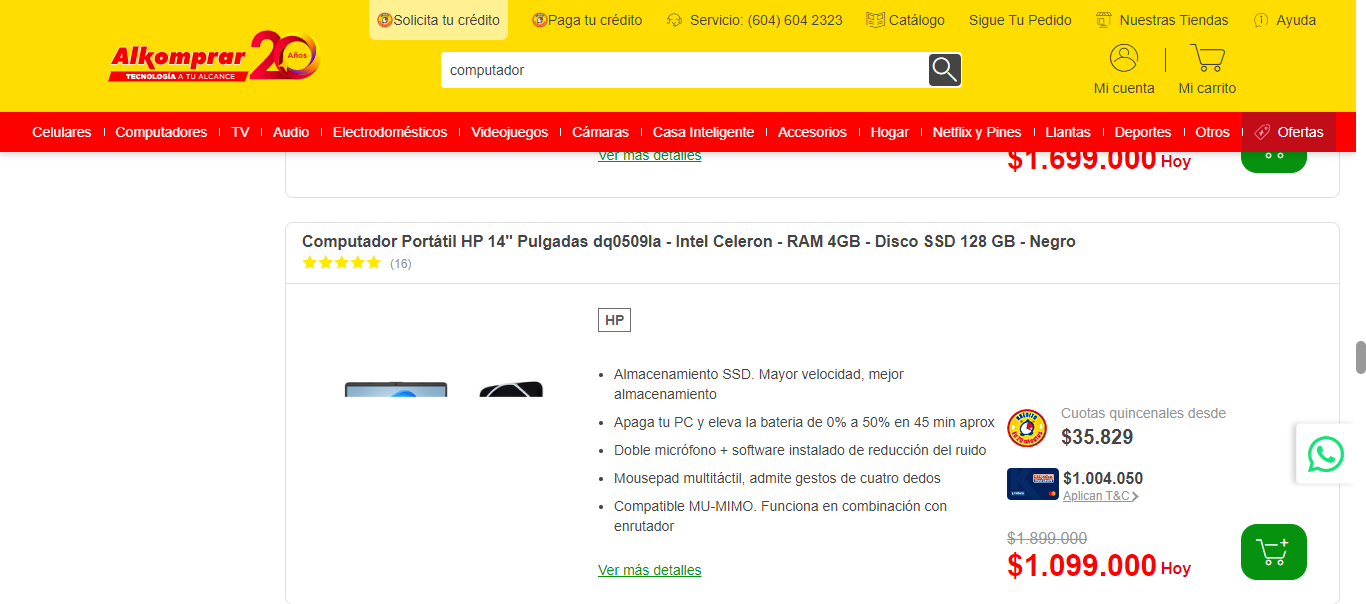 Solicita tu crédito
Paga tu crédito
Servicio: (604) 604 2323
Catálogo
Sigue Tu Pedido
Nuestras Tiendas
Ayuda
Alkomprar 20 Años
TECNOLOGÍA A TU ALCANCE
computador
Mi cuenta
Mi carrito
Celulares
Computadores
TV
Audio
Electrodomésticos
Videojuegos
Cámaras
Casa Inteligente
Accesorios
Hogar
Netflix y Pines
Llantas
Deportes
Otros
Ofertas
Ver más detalles
$1.699.000 Hoy
Computador Portátil HP 14" Pulgadas dq0509la - Intel Celeron - RAM 4GB - Disco SSD 128 GB - Negro
(16)
HP
Almacenamiento SSD. Mayor velocidad, mejor
almacenamiento
Apaga tu PC y eleva la bateria de 0% a 50% en 45 min aprox
Doble micrófono + software instalado de reducción del ruido
Mousepad multitáctil, admite gestos de cuatro dedos
Compatible MU-MIMO. Funciona en combinación con
enrutador
Ver más detalles
Cuotas quincenales desde
$35.829
$1.004.050
Aplican T&C
$1.899.000
$1.099.000 Hoy